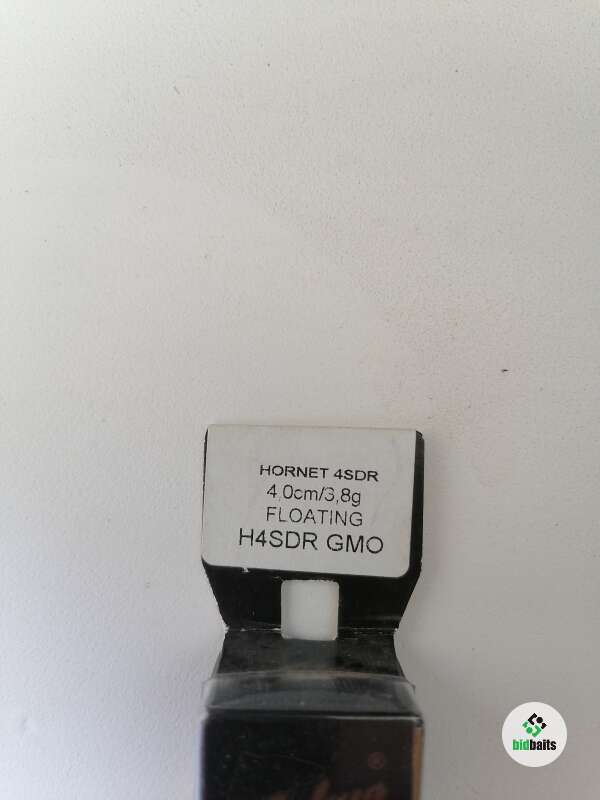 HORNET 4SDR
4,0cm/3,8g
FLOATING
H4SDR GMO
®
bidbaits